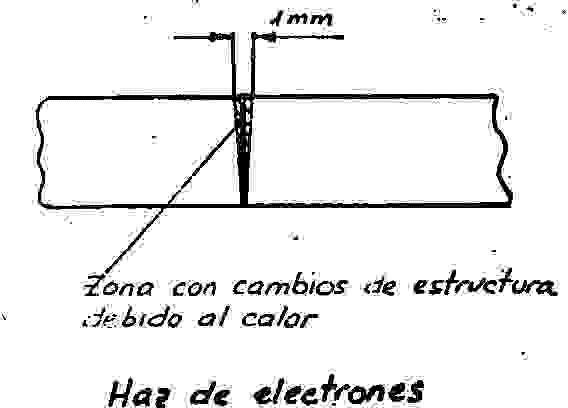 1mm
Zona con cambios de estructura
debido al calor
Haz de electrones